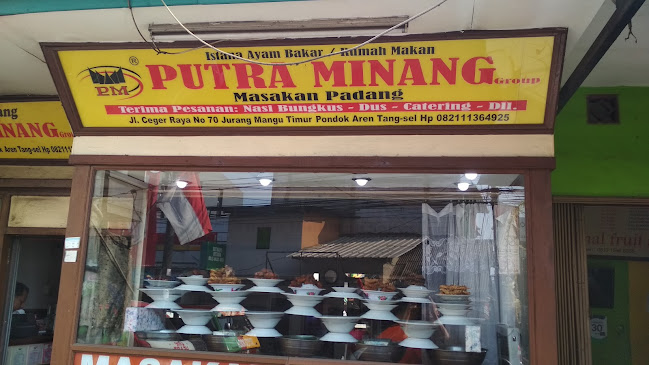 Istana Ayam Bakar / Rumah Makan
PM ®
PUTRA MINANG Group
Masakan Padang
Terima Pesanan: Nasi Bungkus - Dus - Catering - Dll.
Jl. Ceger Raya No 70 Jurang Mangu Timur Pondok Aren Tang-sel Hp 082111364925